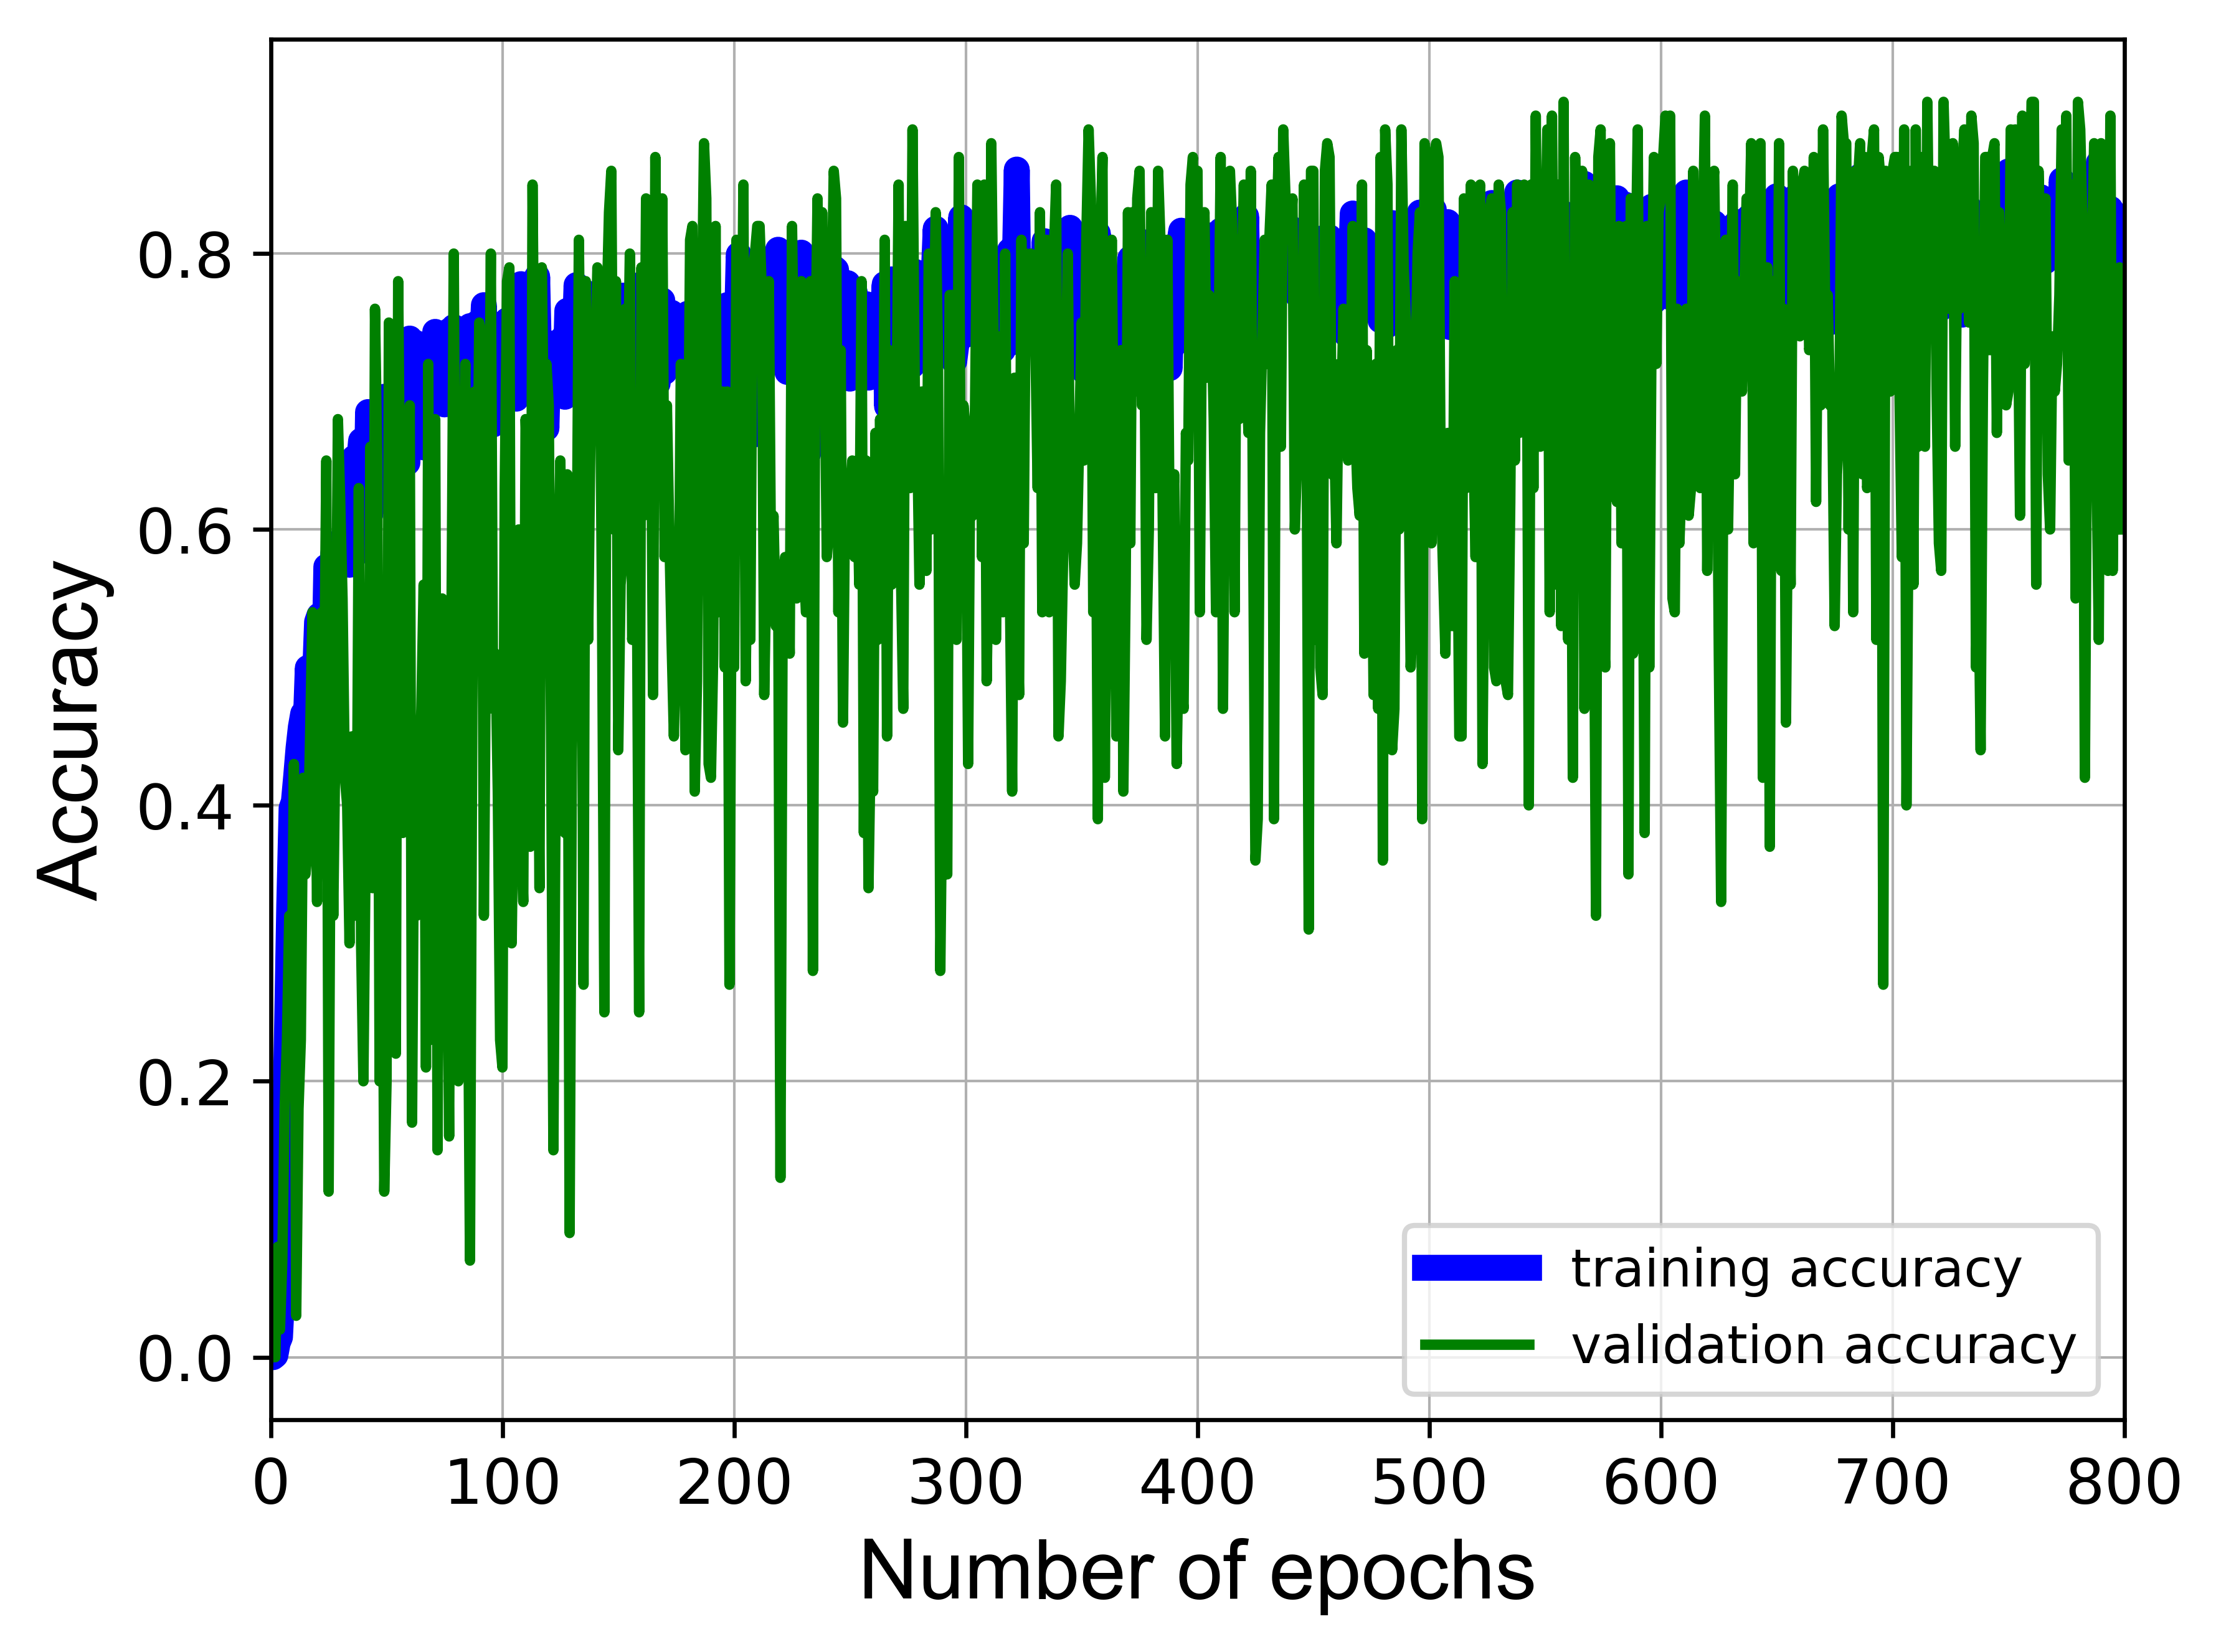 Accuracy
0.8
0.6
0.4
0.2
0.0
training accuracy
validation accuracy
0 100 200 300 400 500 600 700 800
Number of epochs